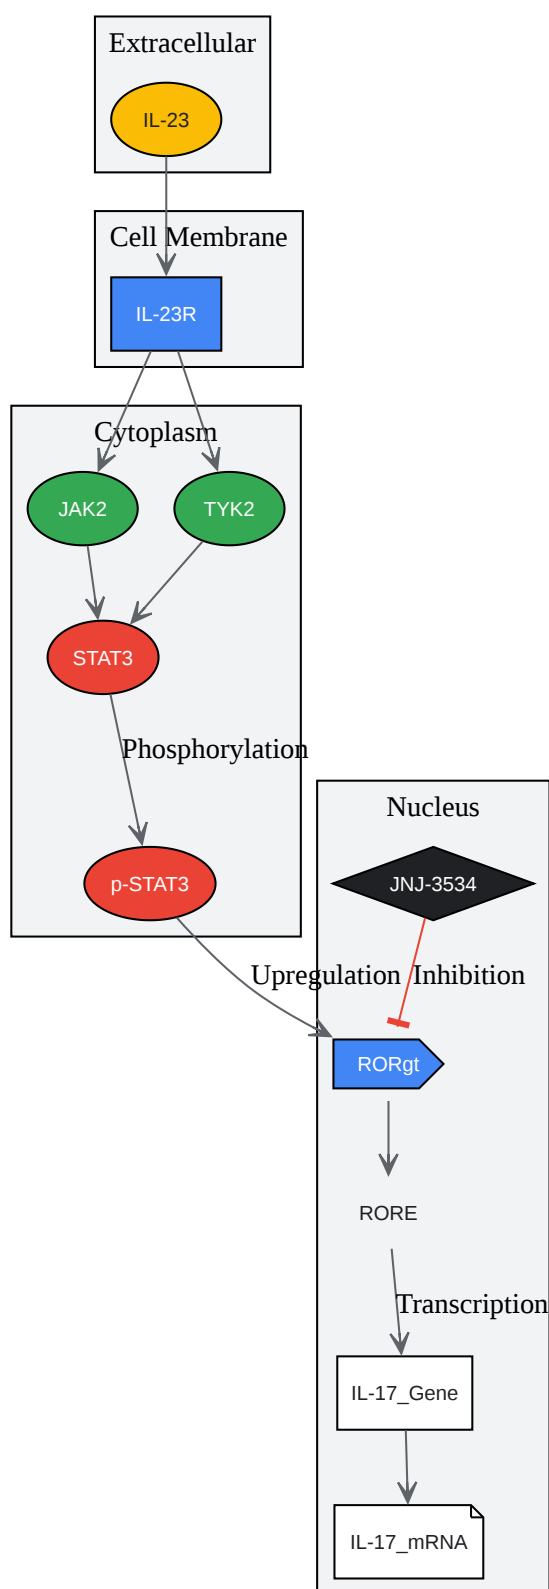 Extracellular
IL-23
Cell Membrane
IL-23R
Cytoplasm
JAK2
TYK2
STAT3
Phosphorylation
p-STAT3
Nucleus
JNJ-3534
Upregulation
Inhibition
RORgt
RORE
Transcription
IL-17_Gene
IL-17_mRNA